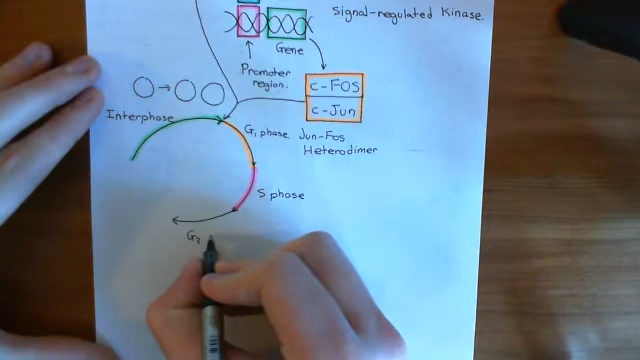 Signal-regulated Kinase.
Gene
Promoter
region.
c-FOS
c-Jun
Interphase
G₁ phase. Jun-Fos
Heterodimer
S phase
G₂